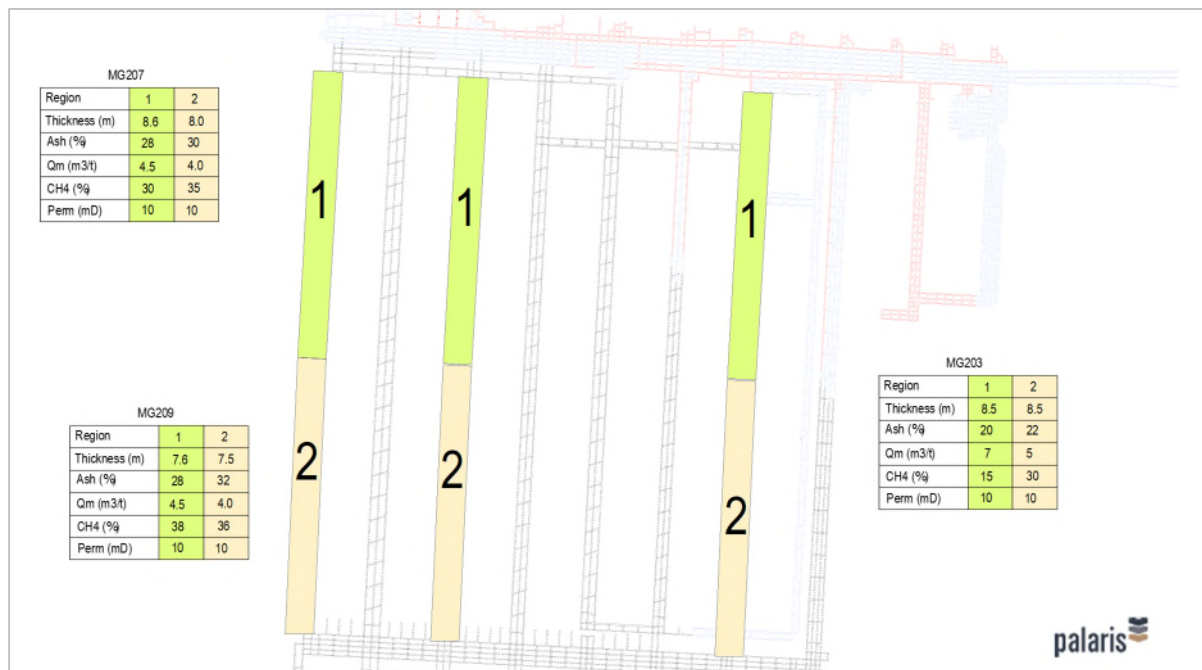 MG207
Region 1 2
Thickness (m) 8.6 8.0
Ash (%) 28 30
Qm (m3/t) 4.5 4.0
CH4 (%) 30 35
Perm (mD) 10 10
1
1
1
MG203
Region 1 2
Thickness (m) 8.5 8.5
Ash (%) 20 22
Qm (m3/t) 7 5
CH4 (%) 15 30
Perm (mD) 10 10
MG209
Region 1 2
Thickness (m) 7.6 7.5
Ash (%) 28 32
Qm (m3/t) 4.5 4.0
CH4 (%) 38 36
Perm (mD) 10 10
2
2
2
palaris